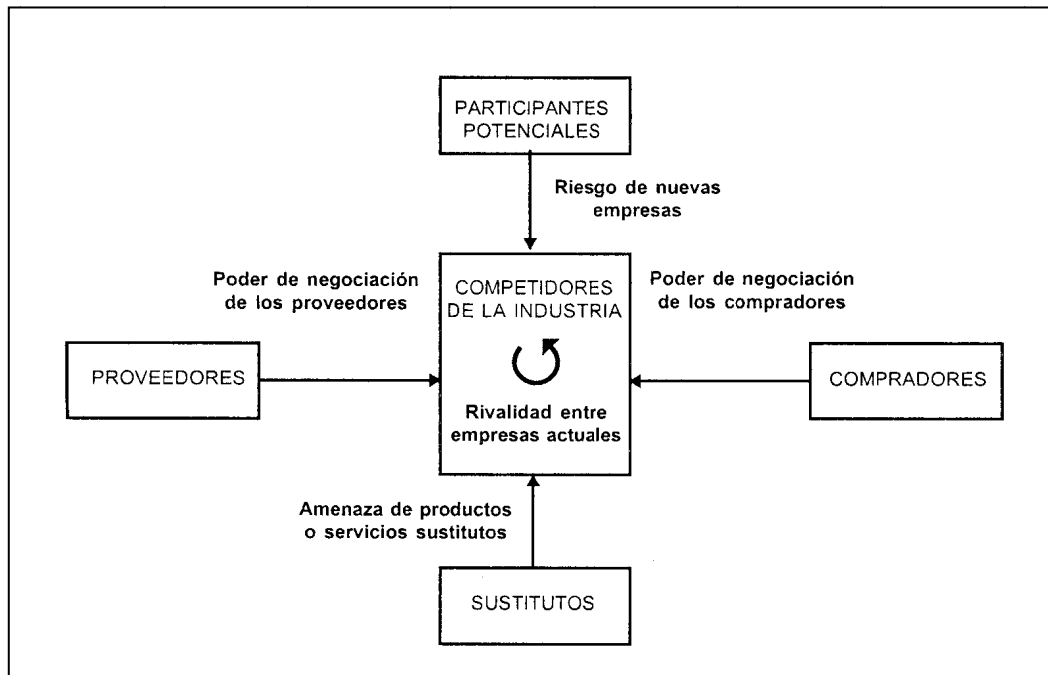 PARTICIPANTES
POTENCIALES
Riesgo de nuevas
empresas
Poder de negociación
de los proveedores
COMPETIDORES
DE LA INDUSTRIA
Poder de negociación
de los compradores
PROVEEDORES
Rivalidad entre
empresas actuales
COMPRADORES
Amenaza de productos
o servicios sustitutos
SUSTITUTOS